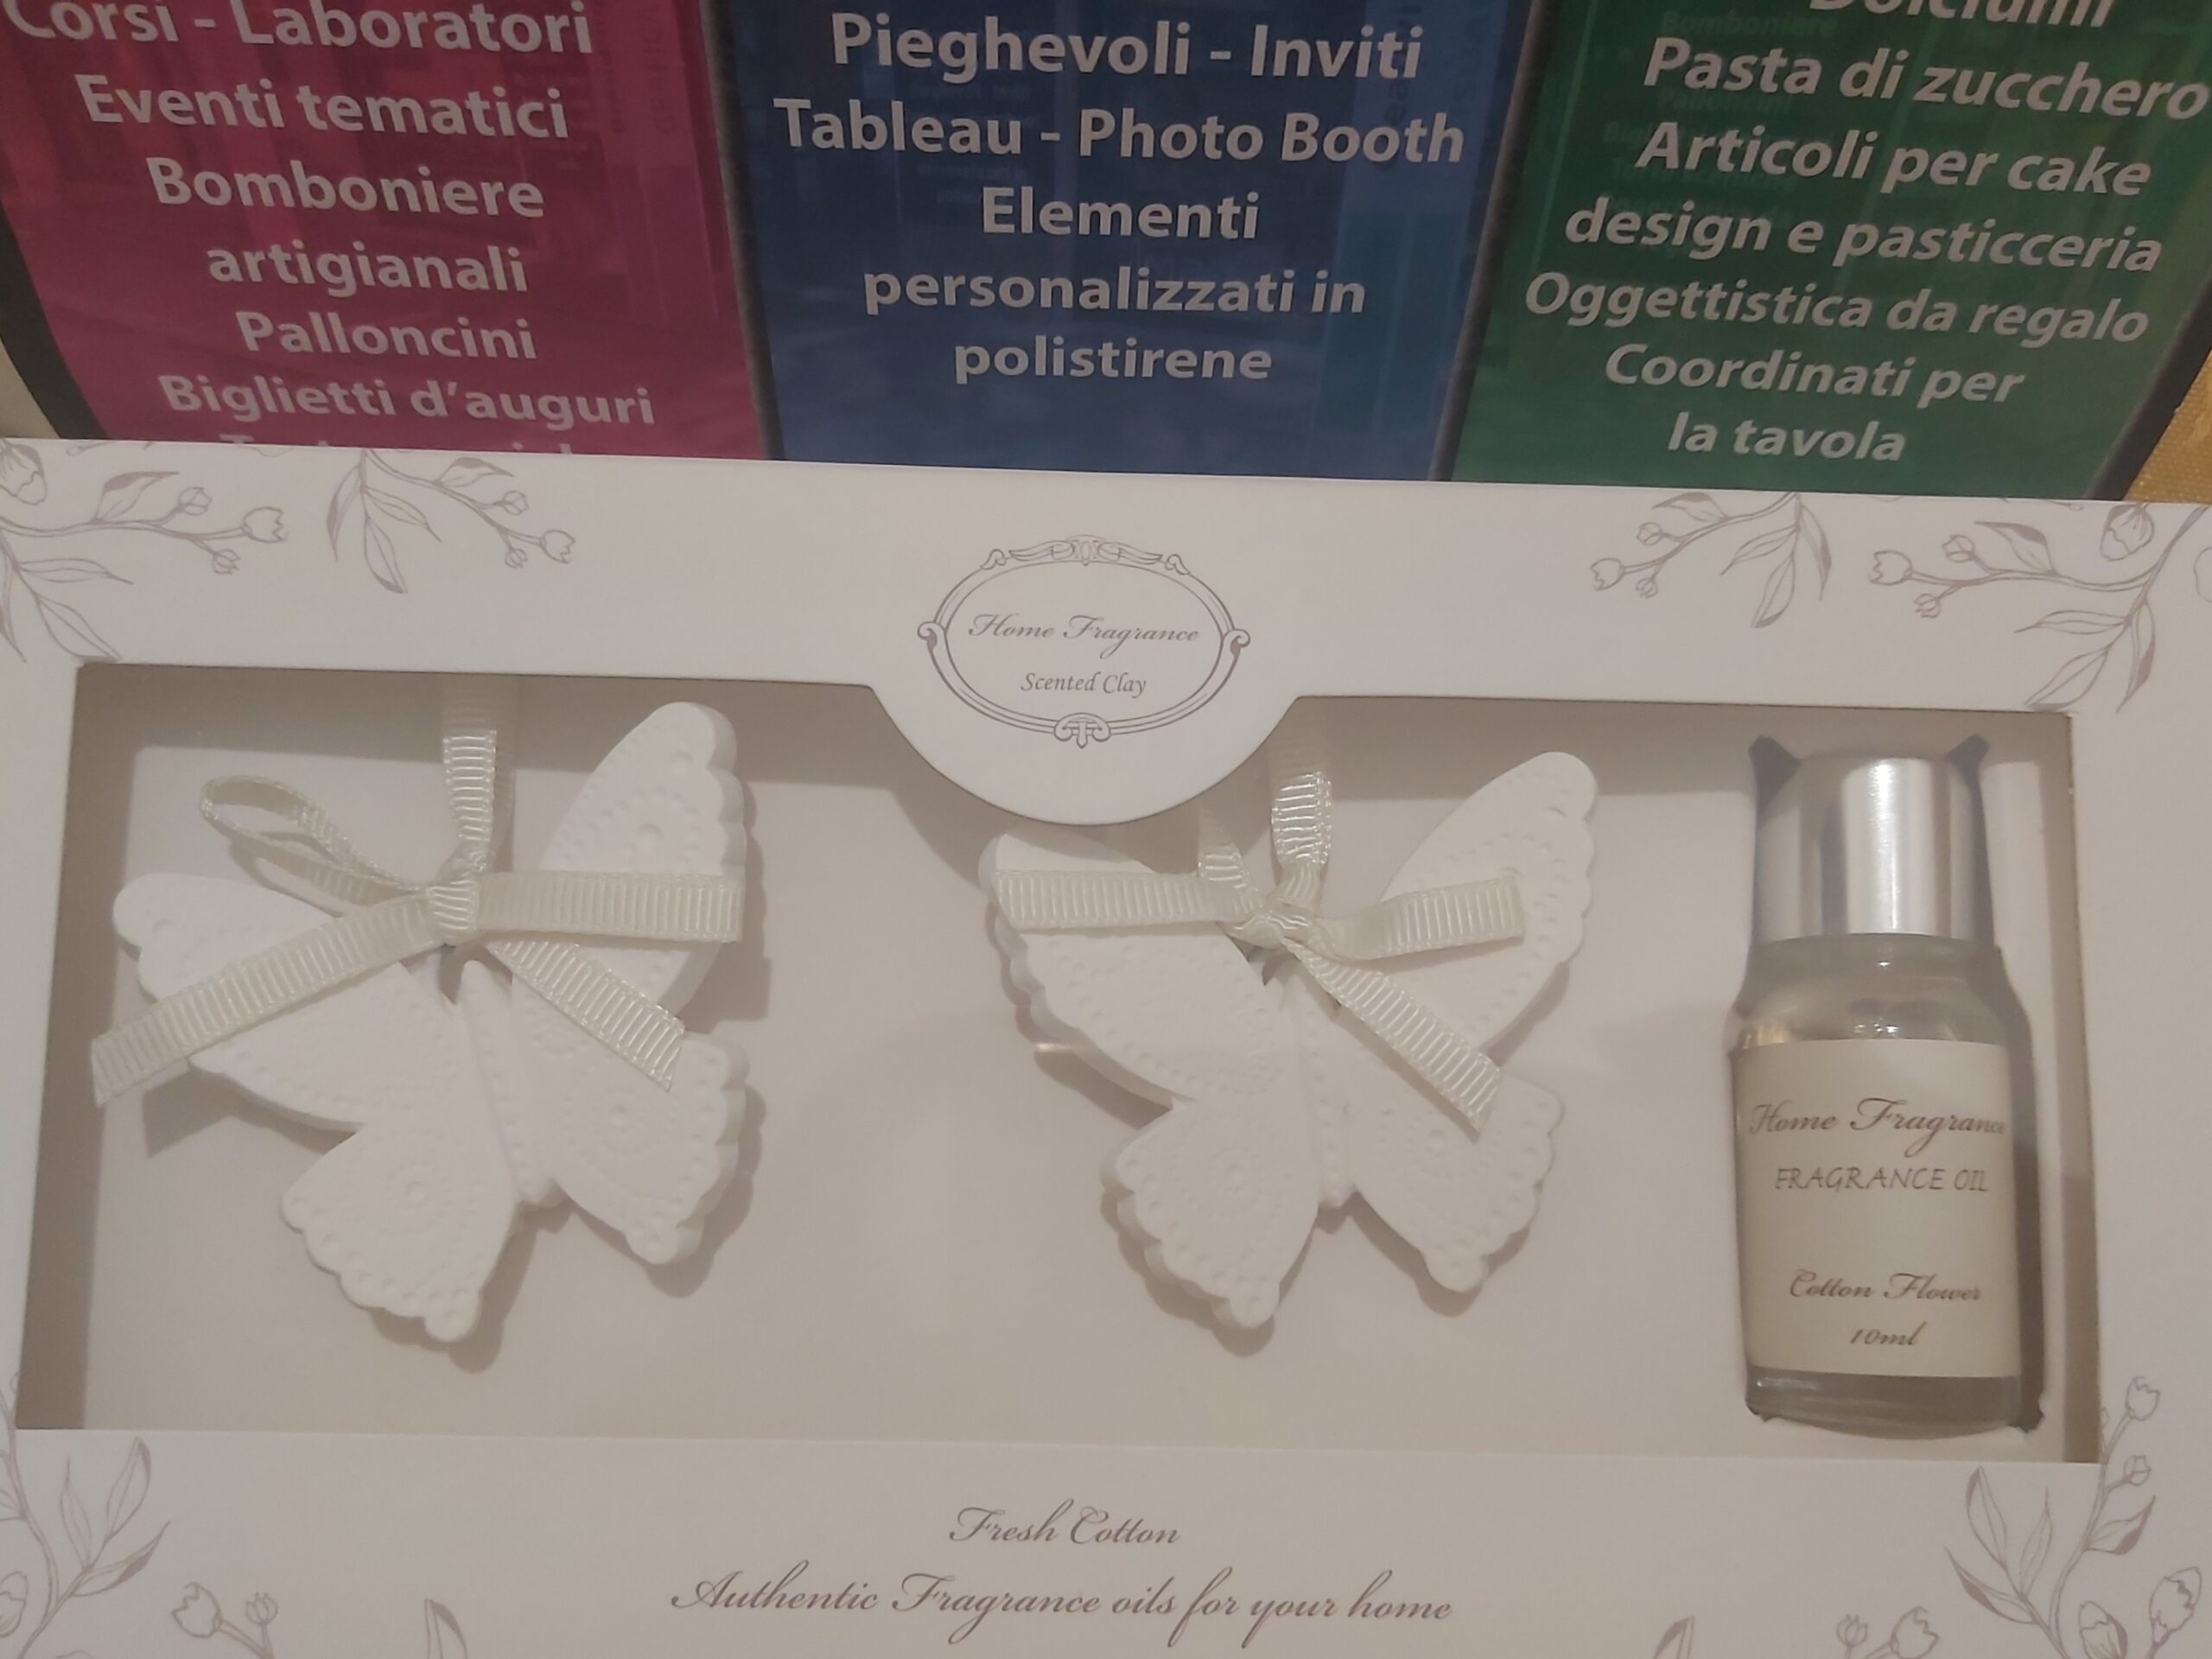 Corsi - Laboratori
Eventi tematici
Bomboniere
artigianali
Palloncini
Biglietti d'auguri
Pieghevoli - Inviti
Tableau - Photo Booth
Elementi
personalizzati in
polistirene
Dolciumi
Pasta di zucchero
Articoli per cake
design e pasticceria
Oggettistica da regalo
Coordinati per
la tavola
Home Fragrance
Scented Clay
Home Fragrance
FRAGRANCE OIL
Cotton Flower
10ml
Fresh Cotton
Authentic Fragrance oils for your home